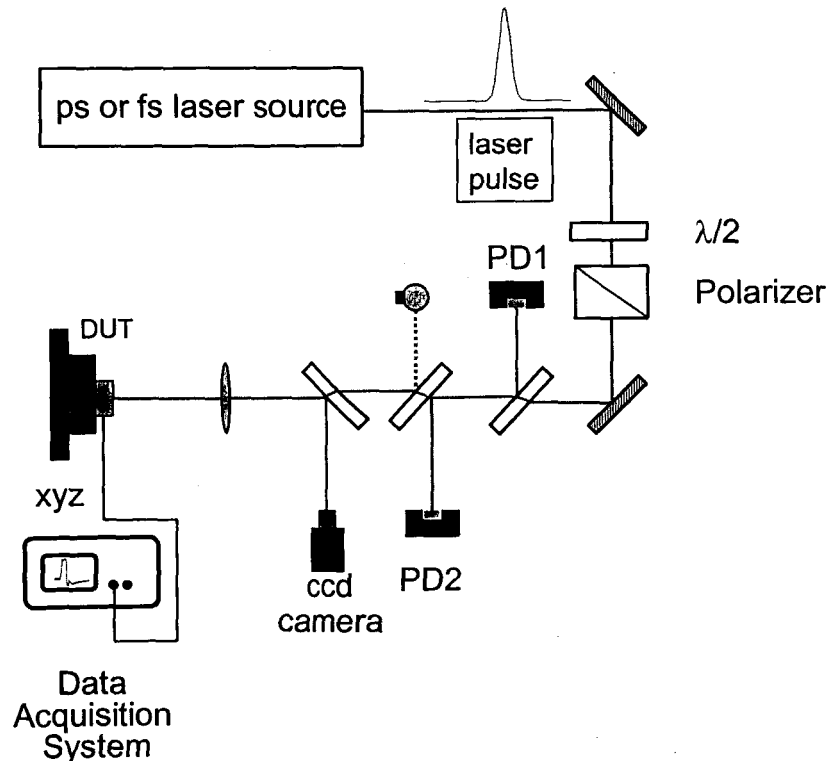 ps or fs laser source
laser
pulse
λ/2
PD1
Polarizer
DUT
xyz
ccd
camera
PD2
Data
Acquisition
System